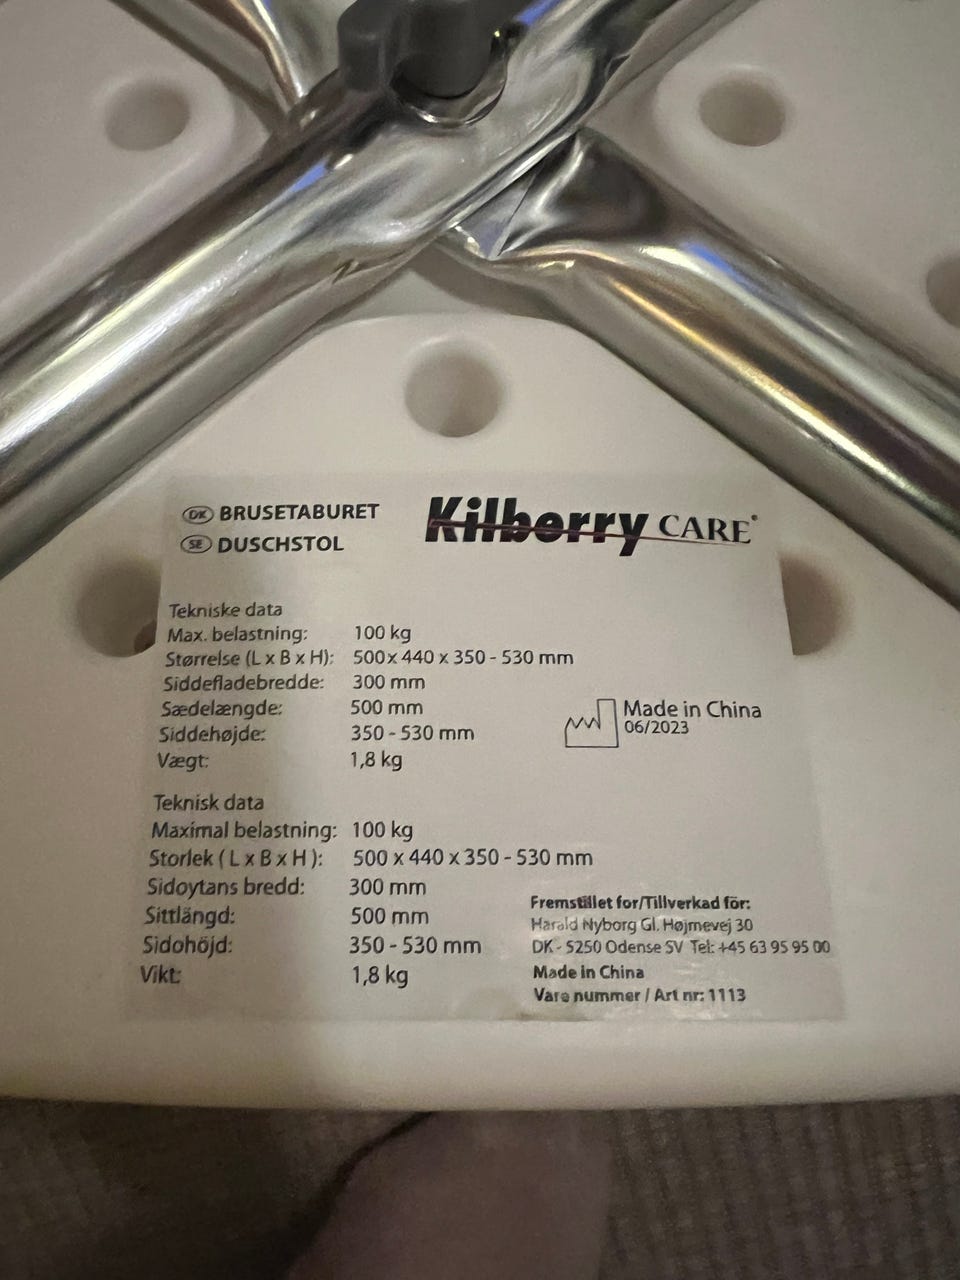 DK BRUSETABURET
SE DUSCHSTOL
Kilberry CARE®
Tekniske data
Max. belastning: 100 kg
Størrelse (L x B x H): 500x 440 x 350 - 530 mm
Siddefladebredde: 300 mm
Sædelængde: 500 mm
Siddehøjde: 350 - 530 mm
Vægt: 1,8 kg
Made in China
06/2023
Teknisk data
Maximal belastning: 100 kg
Storlek ( L x B x H ): 500 x 440 x 350 - 530 mm
Sidoytans bredd: 300 mm
Sittlängd: 500 mm
Sidohöjd: 350 - 530 mm
Vikt: 1,8 kg
Fremstillet for/Tillverkad för:
Harald Nyborg Gl. Højmevej 30
DK - 5250 Odense SV Tel: +45 63 95 95 00
Made in China
Vare nummer / Art nr: 1113